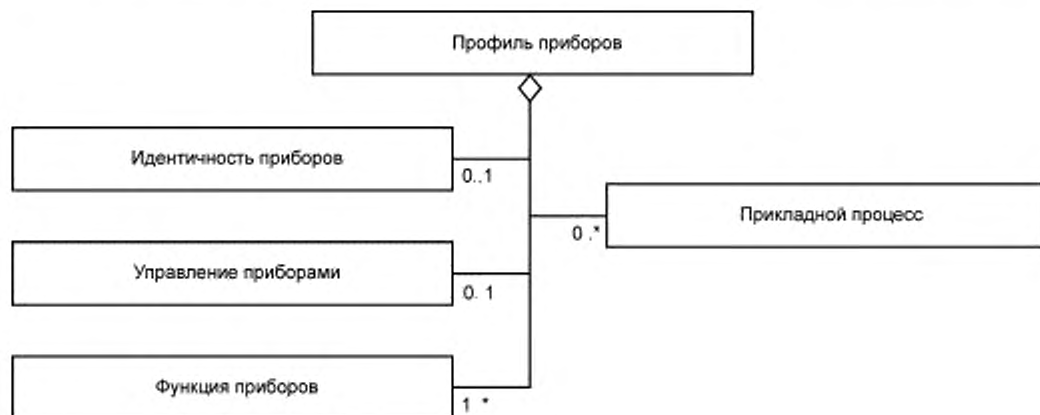 Профиль приборов
Идентичность приборов
0..1
Прикладной процесс
0 .*
Управление приборами
0. 1
Функция приборов
1 *